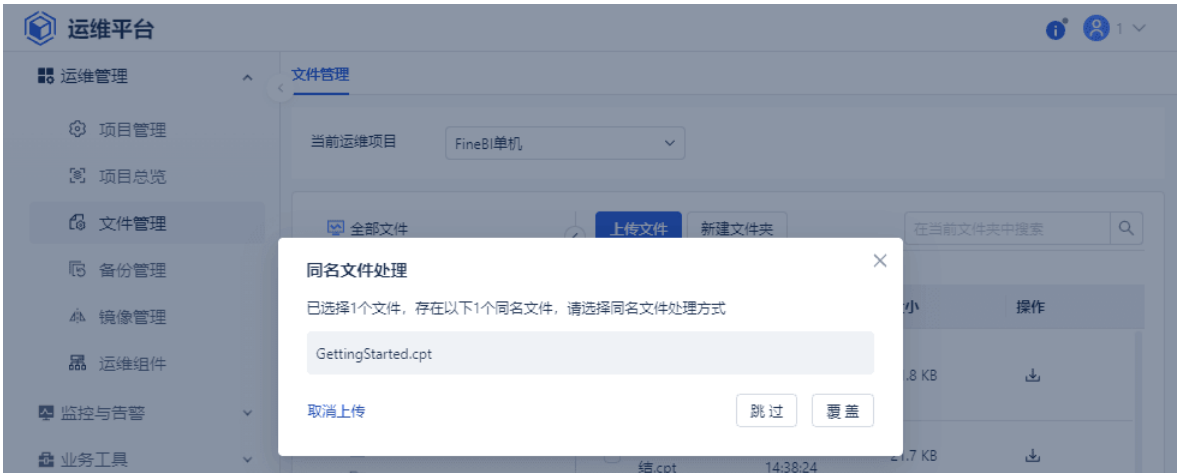 运维平台
1
运维管理
文件管理
项目管理
当前运维项目
FineBI单机
项目总览
文件管理
全部文件
上传文件
新建文件夹
在当前文件夹中搜索
备份管理
同名文件处理
已选择1个文件，存在以下1个同名文件，请选择同名文件处理方式
操作
镜像管理
GettingStarted.cpt
.8 KB
运维组件
取消上传
跳过
覆盖
监控与告警
业务工具
结.cpt
14:38:24
21.7 KB